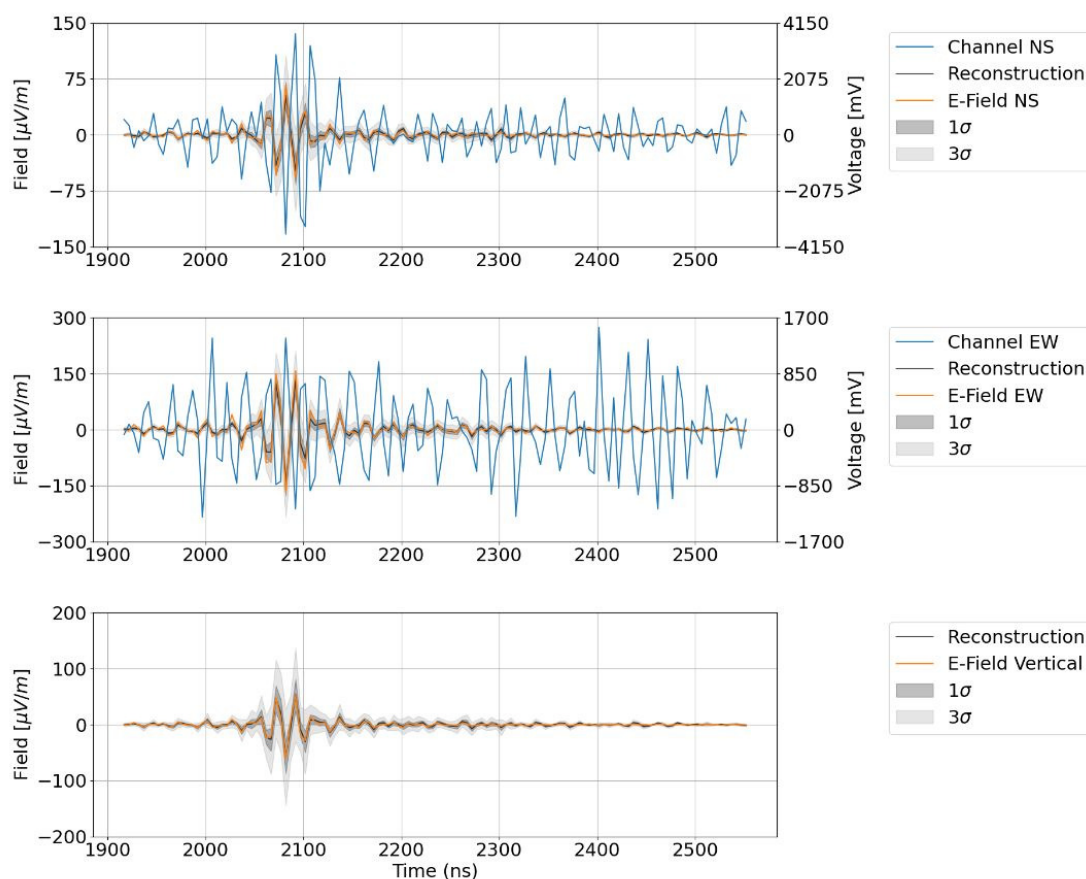 150
75
0
−75
−150
Field [μV/m]
4150
2075
0
−2075
−4150
Voltage [mV]
1900 2000 2100 2200 2300 2400 2500
Channel NS
Reconstruction
E-Field NS
1σ
3σ
300
150
0
−150
−300
Field [μV/m]
1700
850
0
−850
−1700
Voltage [mV]
1900 2000 2100 2200 2300 2400 2500
Channel EW
Reconstruction
E-Field EW
1σ
3σ
200
100
0
−100
−200
Field [μV/m]
1900 2000 2100 2200 2300 2400 2500
Time (ns)
Reconstruction
E-Field Vertical
1σ
3σ